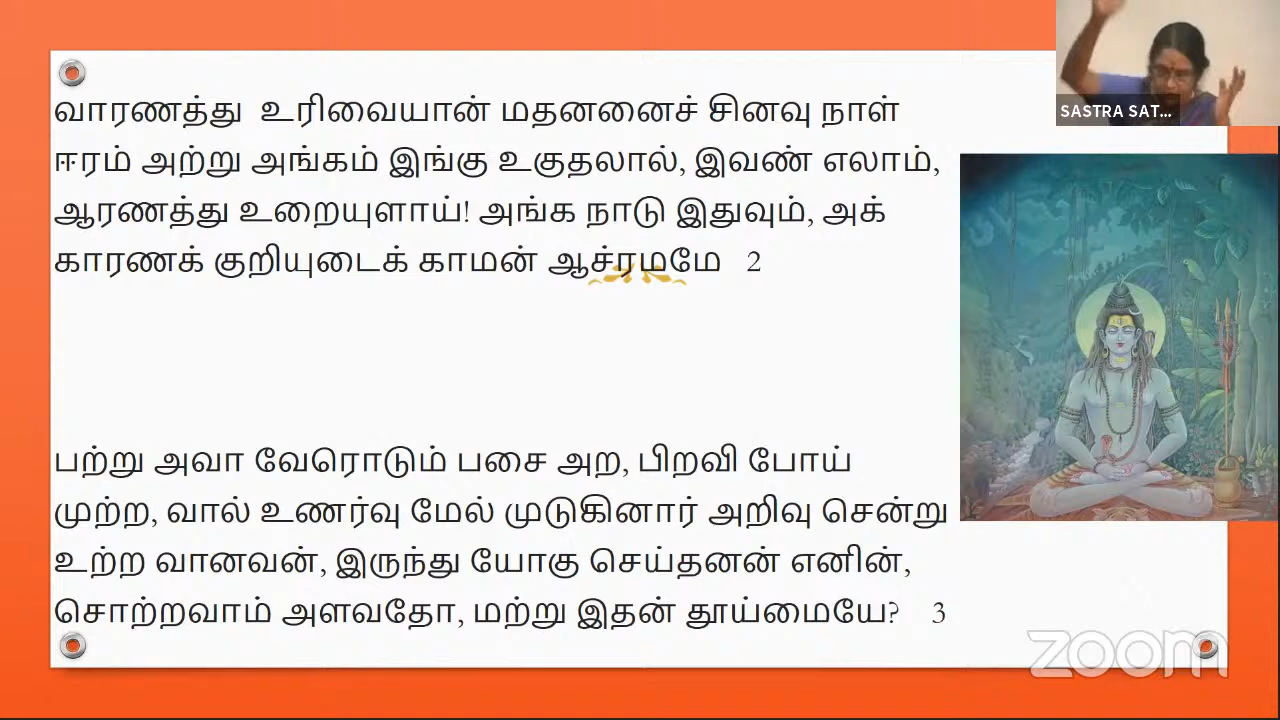 வாரணத்து உரிவையான் மதனனைச் சினவு நாள்
ஈரம் அற்று அங்கம் இங்கு உகுதலால், இவண் எலாம்,
ஆரணத்து உறையுளாய்! அங்க நாடு இதுவும், அக்
காரணக் குறியுடைக் காமன் ஆச்ரமமே 2
பற்று அவா வேரொடும் பசை அற, பிறவி போய்
முற்ற, வால் உணர்வு மேல் முடுகினார் அறிவு சென்று
உற்ற வானவன், இருந்து யோகு செய்தனன் எனின்,
சொற்றவாம் அளவதோ, மற்று இதன் தூய்மையே? 3
SASTRA SAT...
zoom